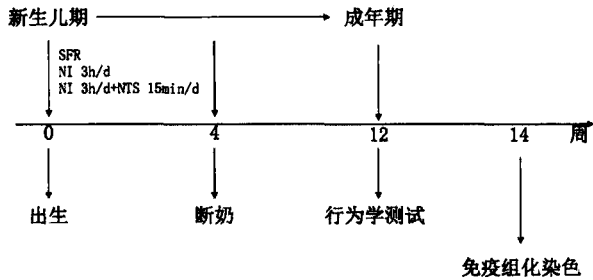 新生儿期 成年期
SFR
NI 3h/d
NI 3h/d+NTS 15min/d
0 4 12 14 周
出生 断奶 行为学测试
免疫组化染色